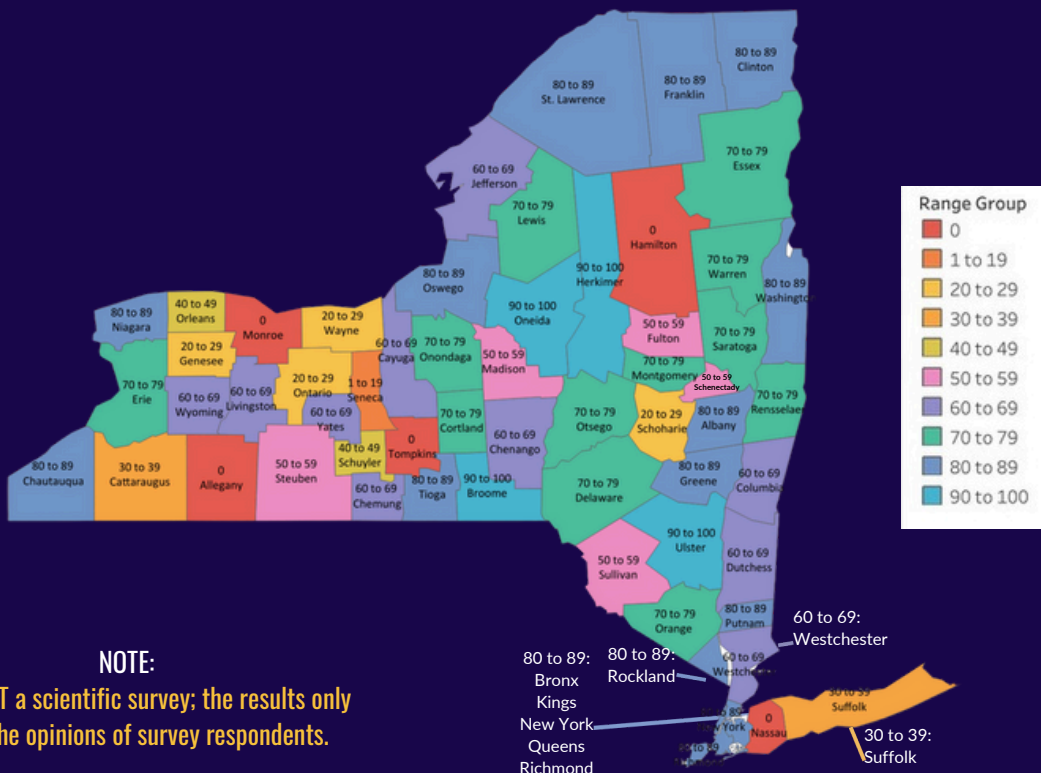 80 to 89
Clinton
80 to 89
Franklin
80 to 89
St. Lawrence
70 to 79
Essex
60 to 69
Jefferson
70 to 79
Lewis
0
Hamilton
90 to 100
Herkimer
70 to 79
Warren
80 to 89
Washington
80 to 89
Oswego
90 to 100
Oneida
50 to 59
Fulton
70 to 79
Saratoga
80 to 89
Niagara
40 to 49
Orleans
0
Monroe
20 to 29
Wayne
60 to 69
Cayuga
70 to 79
Onondaga
50 to 59
Madison
70 to 79
Montgomery
50 to 59
Schenectady
20 to 29
Genesee
70 to 79
Erie
60 to 69
Wyoming
60 to 69
Livingston
20 to 29
Ontario
1 to 19
Seneca
60 to 69
Yates
70 to 79
Cortland
60 to 69
Chenango
70 to 79
Otsego
20 to 29
Schoharie
80 to 89
Albany
70 to 79
Rensselaer
80 to 89
Chautauqua
30 to 39
Cattaraugus
0
Allegany
50 to 59
Steuben
40 to 49
Schuyler
0
Tompkins
60 to 69
Chemung
80 to 89
Tioga
90 to 100
Broome
70 to 79
Delaware
80 to 89
Greene
60 to 69
Columbia
90 to 100
Ulster
50 to 59
Sullivan
60 to 69
Dutchess
70 to 79
Orange
80 to 89
Putnam
60 to 69
Westchester
0
Nassau
Suffolk
60 to 69:
Westchester
80 to 89:
Rockland
80 to 89:
Bronx
Kings
New York
Queens
Richmond
30 to 39:
Suffolk
Range Group
0
1 to 19
20 to 29
30 to 39
40 to 49
50 to 59
60 to 69
70 to 79
80 to 89
90 to 100
NOTE:
T a scientific survey; the results only
he opinions of survey respondents.